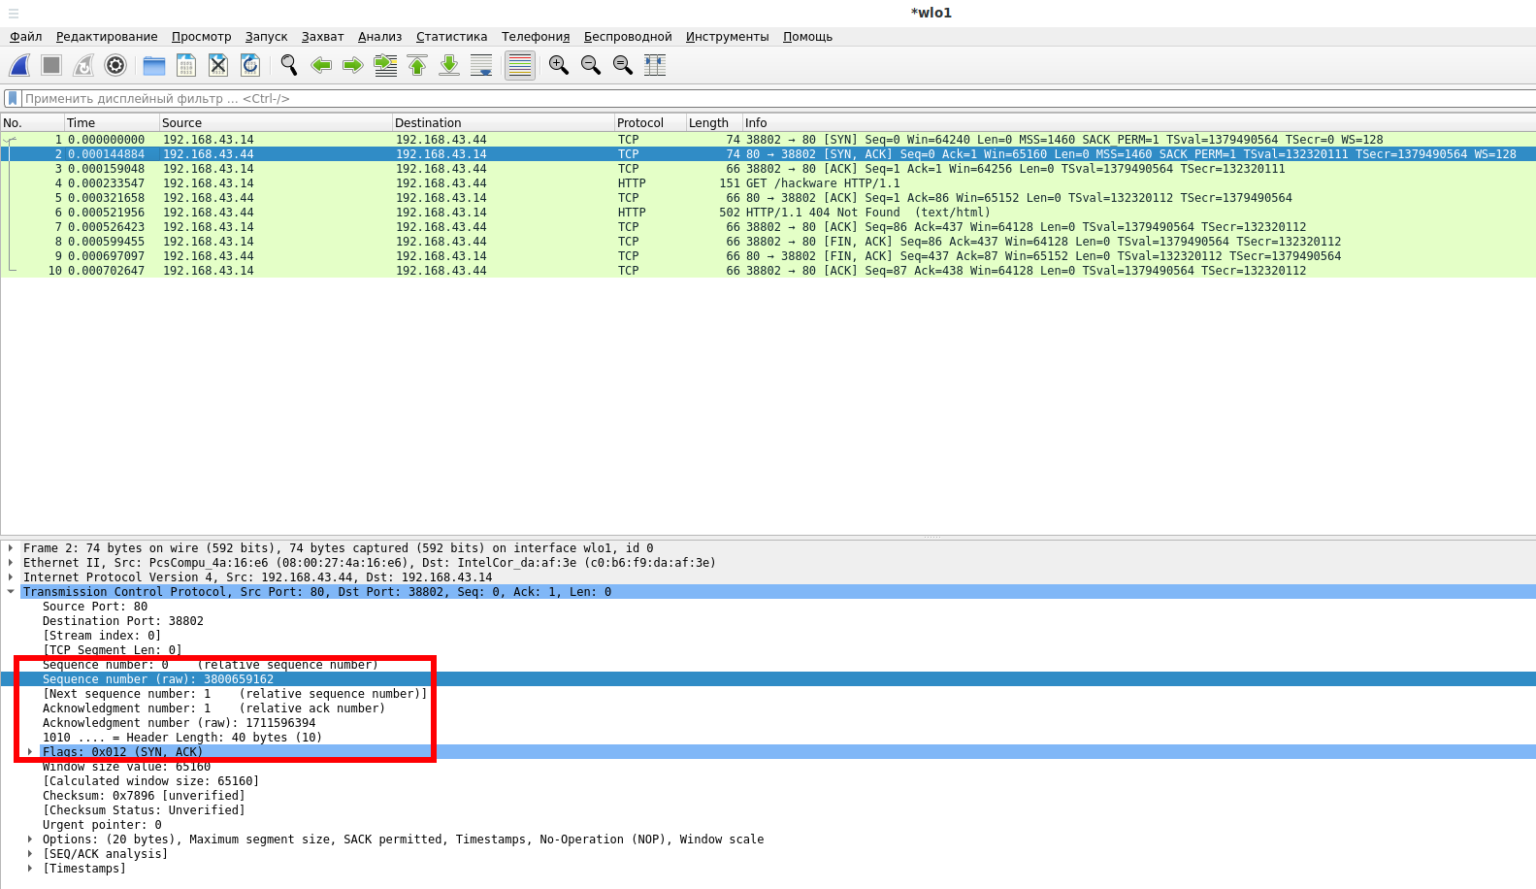 *wlo1
Файл Редактирование Просмотр Запуск Захват Анализ Статистика Телефония Беспроводной Инструменты Помощь
Применить дисплейный фильтр … <Ctrl-/>
No. Time Source Destination Protocol Length Info
1 0.000000000 192.168.43.14 192.168.43.44 TCP 74 38802 → 80 [SYN] Seq=0 Win=64240 Len=0 MSS=1460 SACK_PERM=1 TSval=1379490564 TSecr=0 WS=128
2 0.000144884 192.168.43.44 192.168.43.14 TCP 74 80 → 38802 [SYN, ACK] Seq=0 Ack=1 Win=65160 Len=0 MSS=1460 SACK_PERM=1 TSval=132320111 TSecr=1379490564 WS=128
3 0.000159048 192.168.43.14 192.168.43.44 TCP 66 38802 → 80 [ACK] Seq=1 Ack=1 Win=64256 Len=0 TSval=1379490564 TSecr=132320111
4 0.000233547 192.168.43.14 192.168.43.44 HTTP 151 GET /hackware HTTP/1.1
5 0.000321658 192.168.43.44 192.168.43.14 TCP 66 80 → 38802 [ACK] Seq=1 Ack=86 Win=65152 Len=0 TSval=132320112 TSecr=1379490564
6 0.000521956 192.168.43.44 192.168.43.14 HTTP 502 HTTP/1.1 404 Not Found (text/html)
7 0.000526423 192.168.43.14 192.168.43.44 TCP 66 38802 → 80 [ACK] Seq=86 Ack=437 Win=64128 Len=0 TSval=1379490564 TSecr=132320112
8 0.000599455 192.168.43.14 192.168.43.44 TCP 66 38802 → 80 [FIN, ACK] Seq=86 Ack=437 Win=64128 Len=0 TSval=1379490564 TSecr=132320112
9 0.000697097 192.168.43.44 192.168.43.14 TCP 66 80 → 38802 [FIN, ACK] Seq=437 Ack=87 Win=65152 Len=0 TSval=132320112 TSecr=1379490564
10 0.000702647 192.168.43.14 192.168.43.44 TCP 66 38802 → 80 [ACK] Seq=87 Ack=438 Win=64128 Len=0 TSval=1379490564 TSecr=132320112
Frame 2: 74 bytes on wire (592 bits), 74 bytes captured (592 bits) on interface wlo1, id 0
Ethernet II, Src: PcsCompu_4a:16:e6 (08:00:27:4a:16:e6), Dst: IntelCor_da:af:3e (c0:b6:f9:da:af:3e)
Internet Protocol Version 4, Src: 192.168.43.44, Dst: 192.168.43.14
Transmission Control Protocol, Src Port: 80, Dst Port: 38802, Seq: 0, Ack: 1, Len: 0
Source Port: 80
Destination Port: 38802
[Stream index: 0]
[TCP Segment Len: 0]
Sequence number: 0 (relative sequence number)
Sequence number (raw): 3800659162
[Next sequence number: 1 (relative sequence number)]
Acknowledgment number: 1 (relative ack number)
Acknowledgment number (raw): 1711596394
1010 .... = Header Length: 40 bytes (10)
Flags: 0x012 (SYN, ACK)
Window size value: 65160
[Calculated window size: 65160]
Checksum: 0x7896 [unverified]
[Checksum Status: Unverified]
Urgent pointer: 0
Options: (20 bytes), Maximum segment size, SACK permitted, Timestamps, No-Operation (NOP), Window scale
[SEQ/ACK analysis]
[Timestamps]